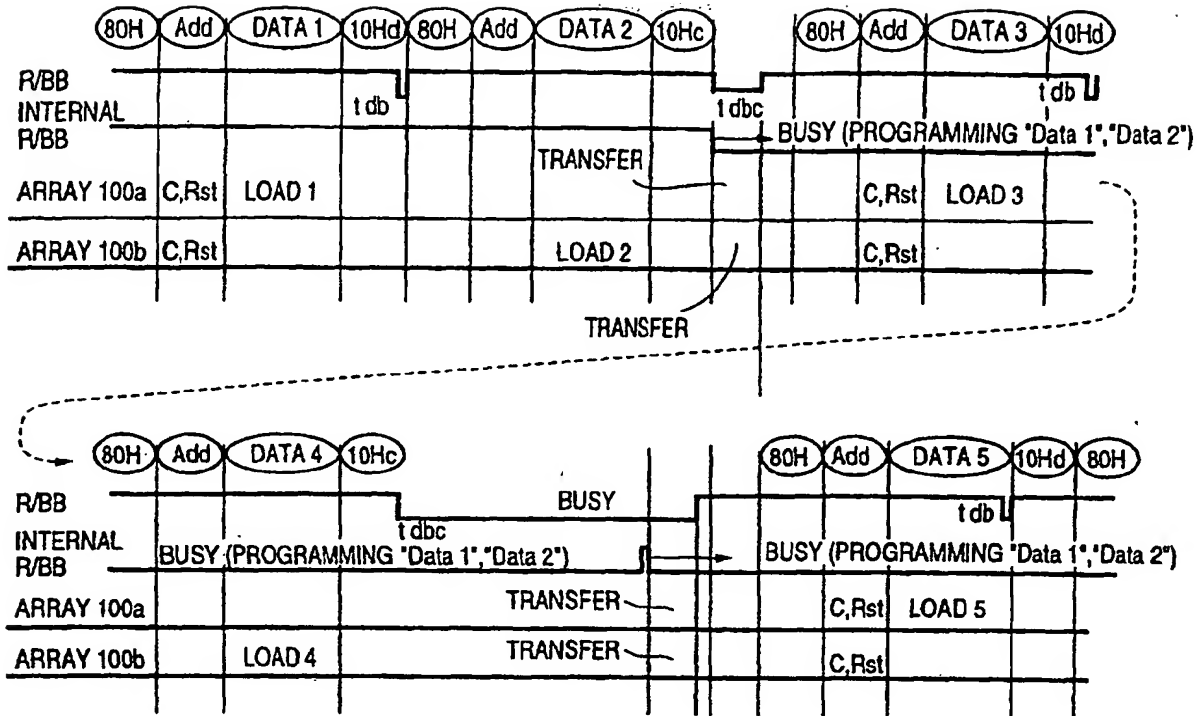 80H Add DATA 1 10Hd 80H Add DATA 2 10Hc 80H Add DATA 3 10Hd
R/BB
t db t dbc t db
INTERNAL
R/BB
BUSY (PROGRAMMING "Data 1","Data 2")
TRANSFER
ARRAY 100a C,Rst LOAD 1 C,Rst LOAD 3
ARRAY 100b C,Rst LOAD 2 C,Rst
TRANSFER
80H Add DATA 4 10Hc 80H Add DATA 5 10Hd 80H
R/BB BUSY
t dbc t db
INTERNAL
R/BB
BUSY (PROGRAMMING "Data 1","Data 2") BUSY (PROGRAMMING "Data 1","Data 2")
ARRAY 100a TRANSFER C,Rst LOAD 5
ARRAY 100b LOAD 4 TRANSFER C,Rst